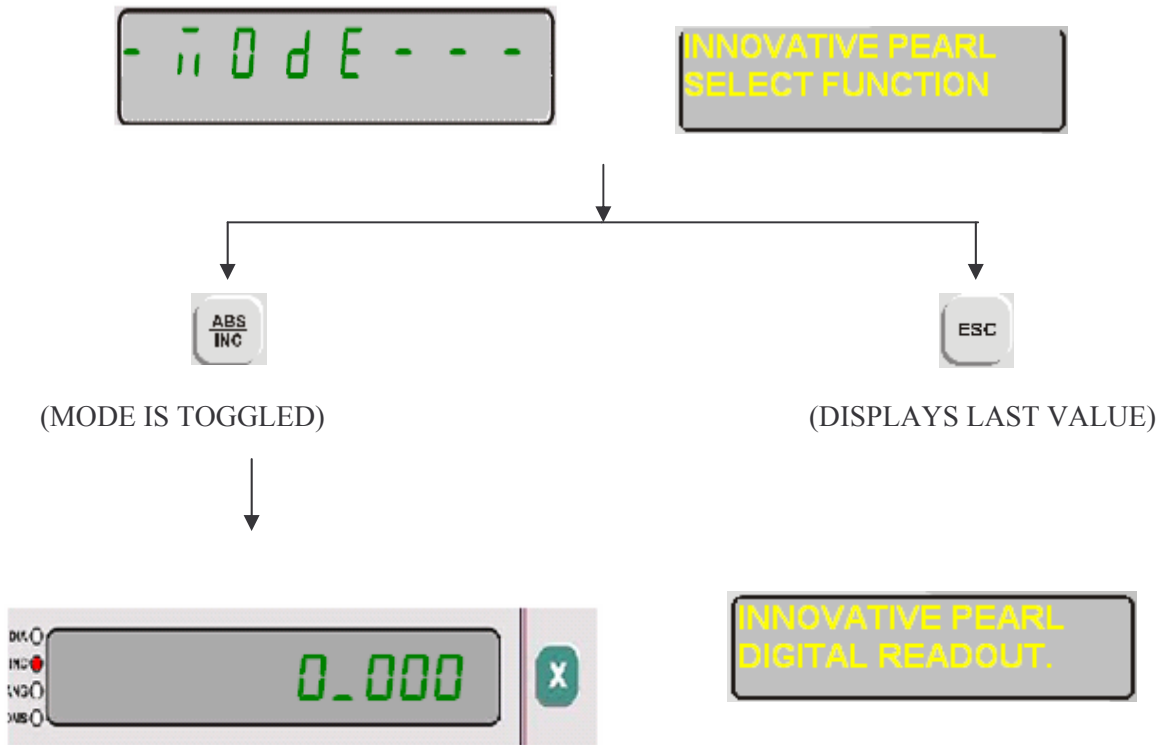 - mOdE - - -
INNOVATIVE PEARL
SELECT FUNCTION
ABS
INC
ESC
(MODE IS TOGGLED)
(DISPLAYS LAST VALUE)
DIA
INC
0_000
X
INNOVATIVE PEARL
DIGITAL READOUT.